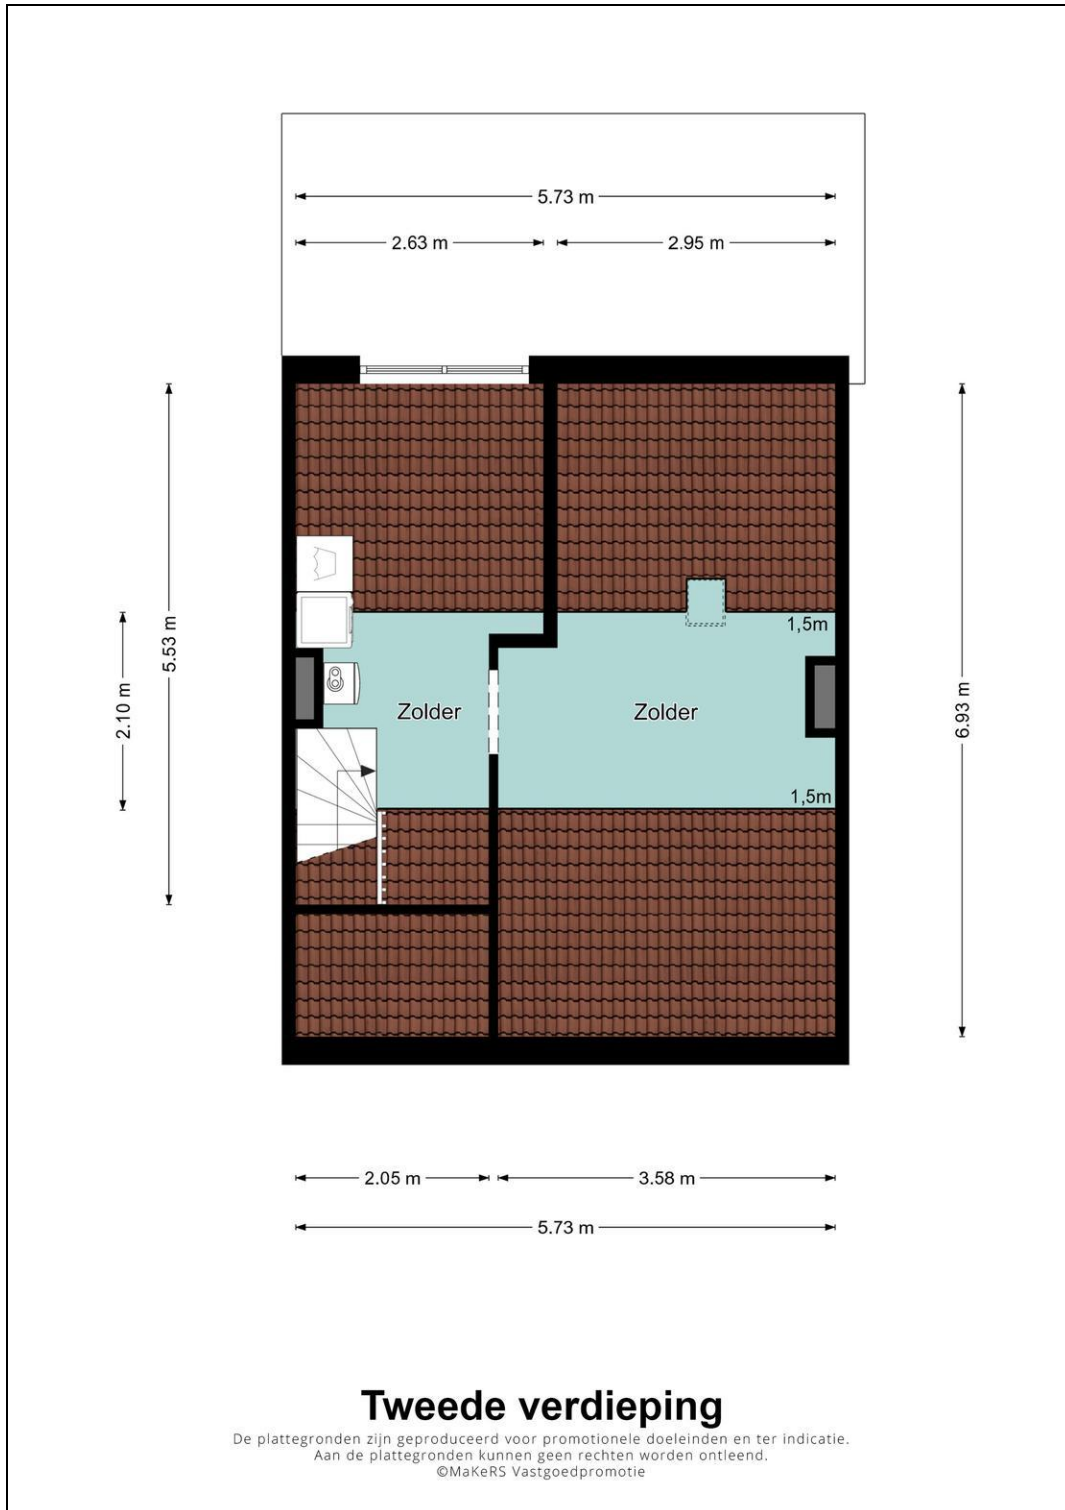 5.73 m
2.63 m
2.95 m
5.53 m
2.10 m
6.93 m
1,5m
Zolder
Zolder
1,5m
2.05 m
3.58 m
5.73 m
Tweede verdieping
De plattegronden zijn geproduceerd voor promotionele doeleinden en ter indicatie.
Aan de plattegronden kunnen geen rechten worden ontleend.
©MaKeRS Vastgoedpromotie